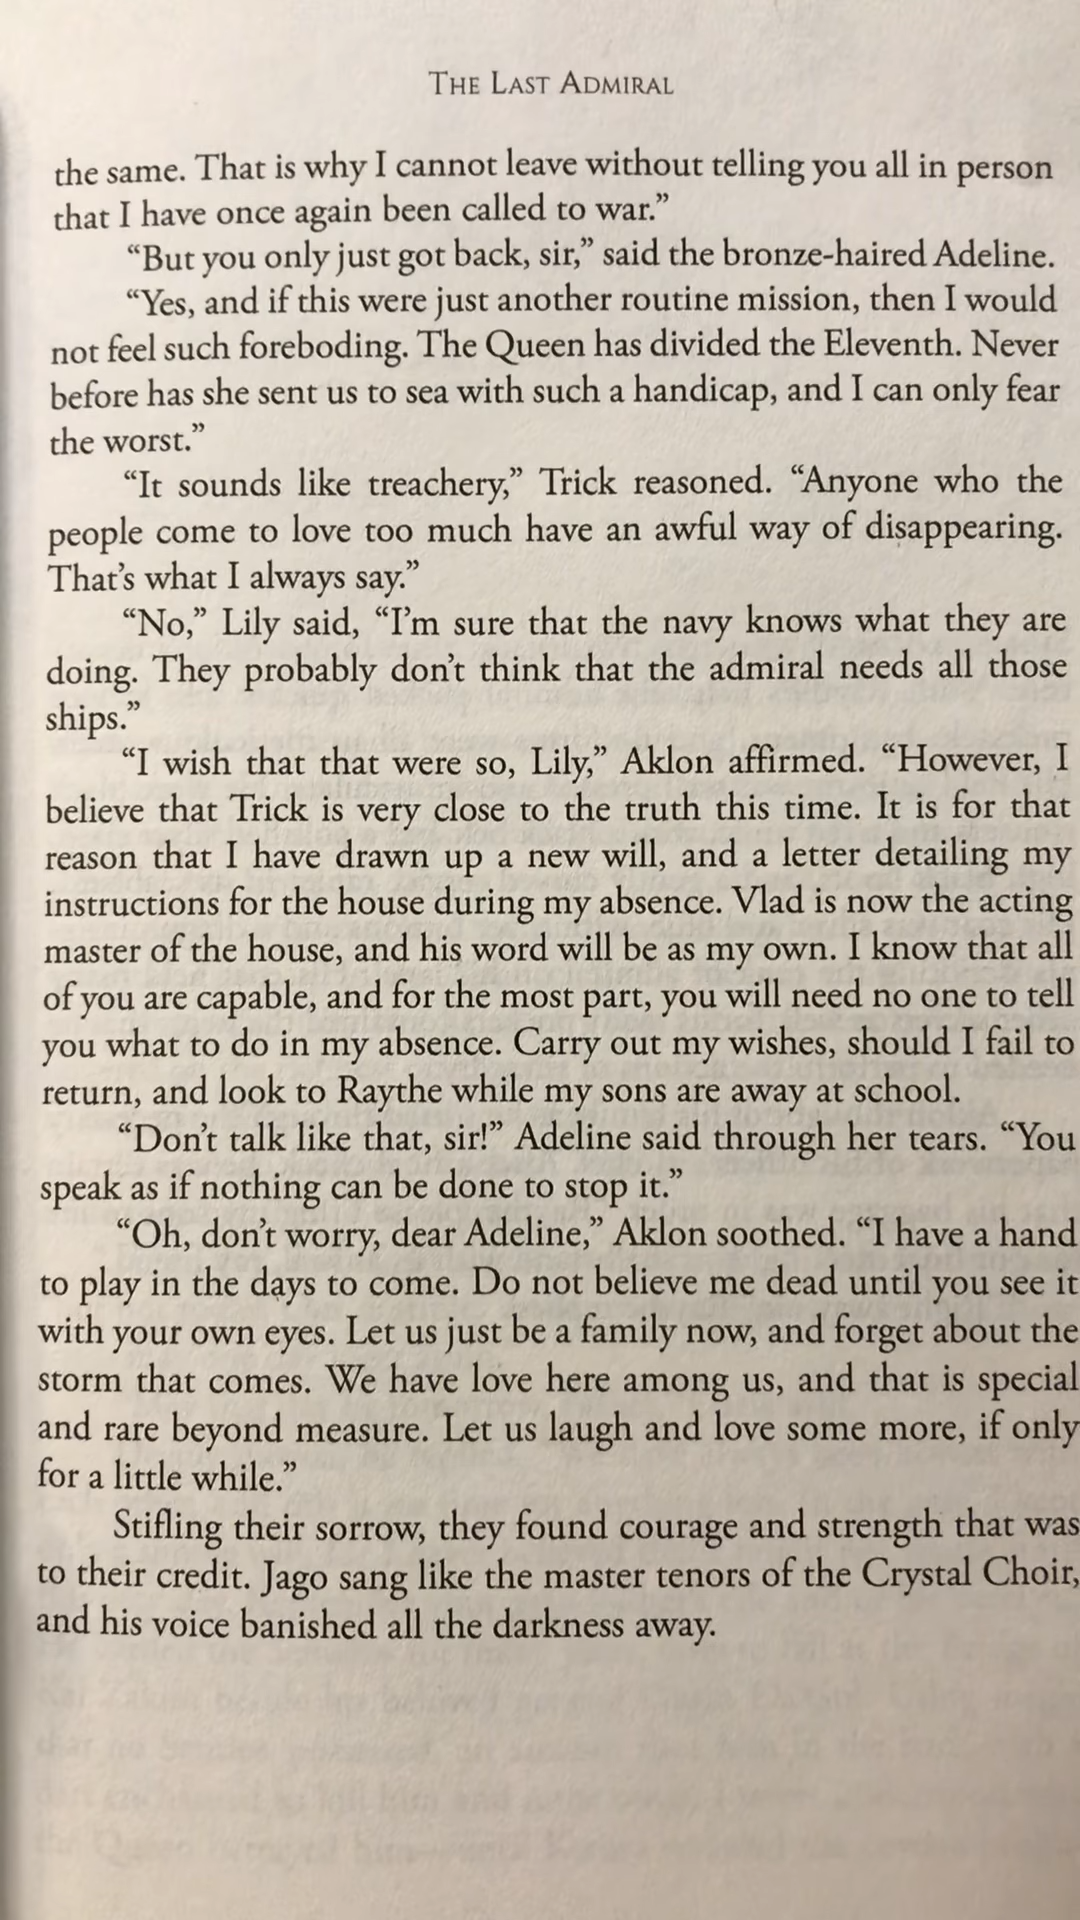 THE LAST ADMIRAL
the same. That is why I cannot leave without telling you all in person
that I have once again been called to war.”
“But you only just got back, sir,” said the bronze-haired Adeline.
“Yes, and if this were just another routine mission, then I would
not feel such foreboding. The Queen has divided the Eleventh. Never
before has she sent us to sea with such a handicap, and I can only fear
the worst.”
“It sounds like treachery,” Trick reasoned. “Anyone who the
people come to love too much have an awful way of disappearing.
That’s what I always say.”
“No,” Lily said, “I’m sure that the navy knows what they are
doing. They probably don’t think that the admiral needs all those
ships.”
“I wish that that were so, Lily,” Aklon affirmed. “However, I
believe that Trick is very close to the truth this time. It is for that
reason that I have drawn up a new will, and a letter detailing my
instructions for the house during my absence. Vlad is now the acting
master of the house, and his word will be as my own. I know that all
of you are capable, and for the most part, you will need no one to tell
you what to do in my absence. Carry out my wishes, should I fail to
return, and look to Raythe while my sons are away at school.
“Don’t talk like that, sir!” Adeline said through her tears. “You
speak as if nothing can be done to stop it.”
“Oh, don’t worry, dear Adeline,” Aklon soothed. “I have a hand
to play in the days to come. Do not believe me dead until you see it
with your own eyes. Let us just be a family now, and forget about the
storm that comes. We have love here among us, and that is special
and rare beyond measure. Let us laugh and love some more, if only
for a little while.”
Stifling their sorrow, they found courage and strength that was
to their credit. Jago sang like the master tenors of the Crystal Choir,
and his voice banished all the darkness away.